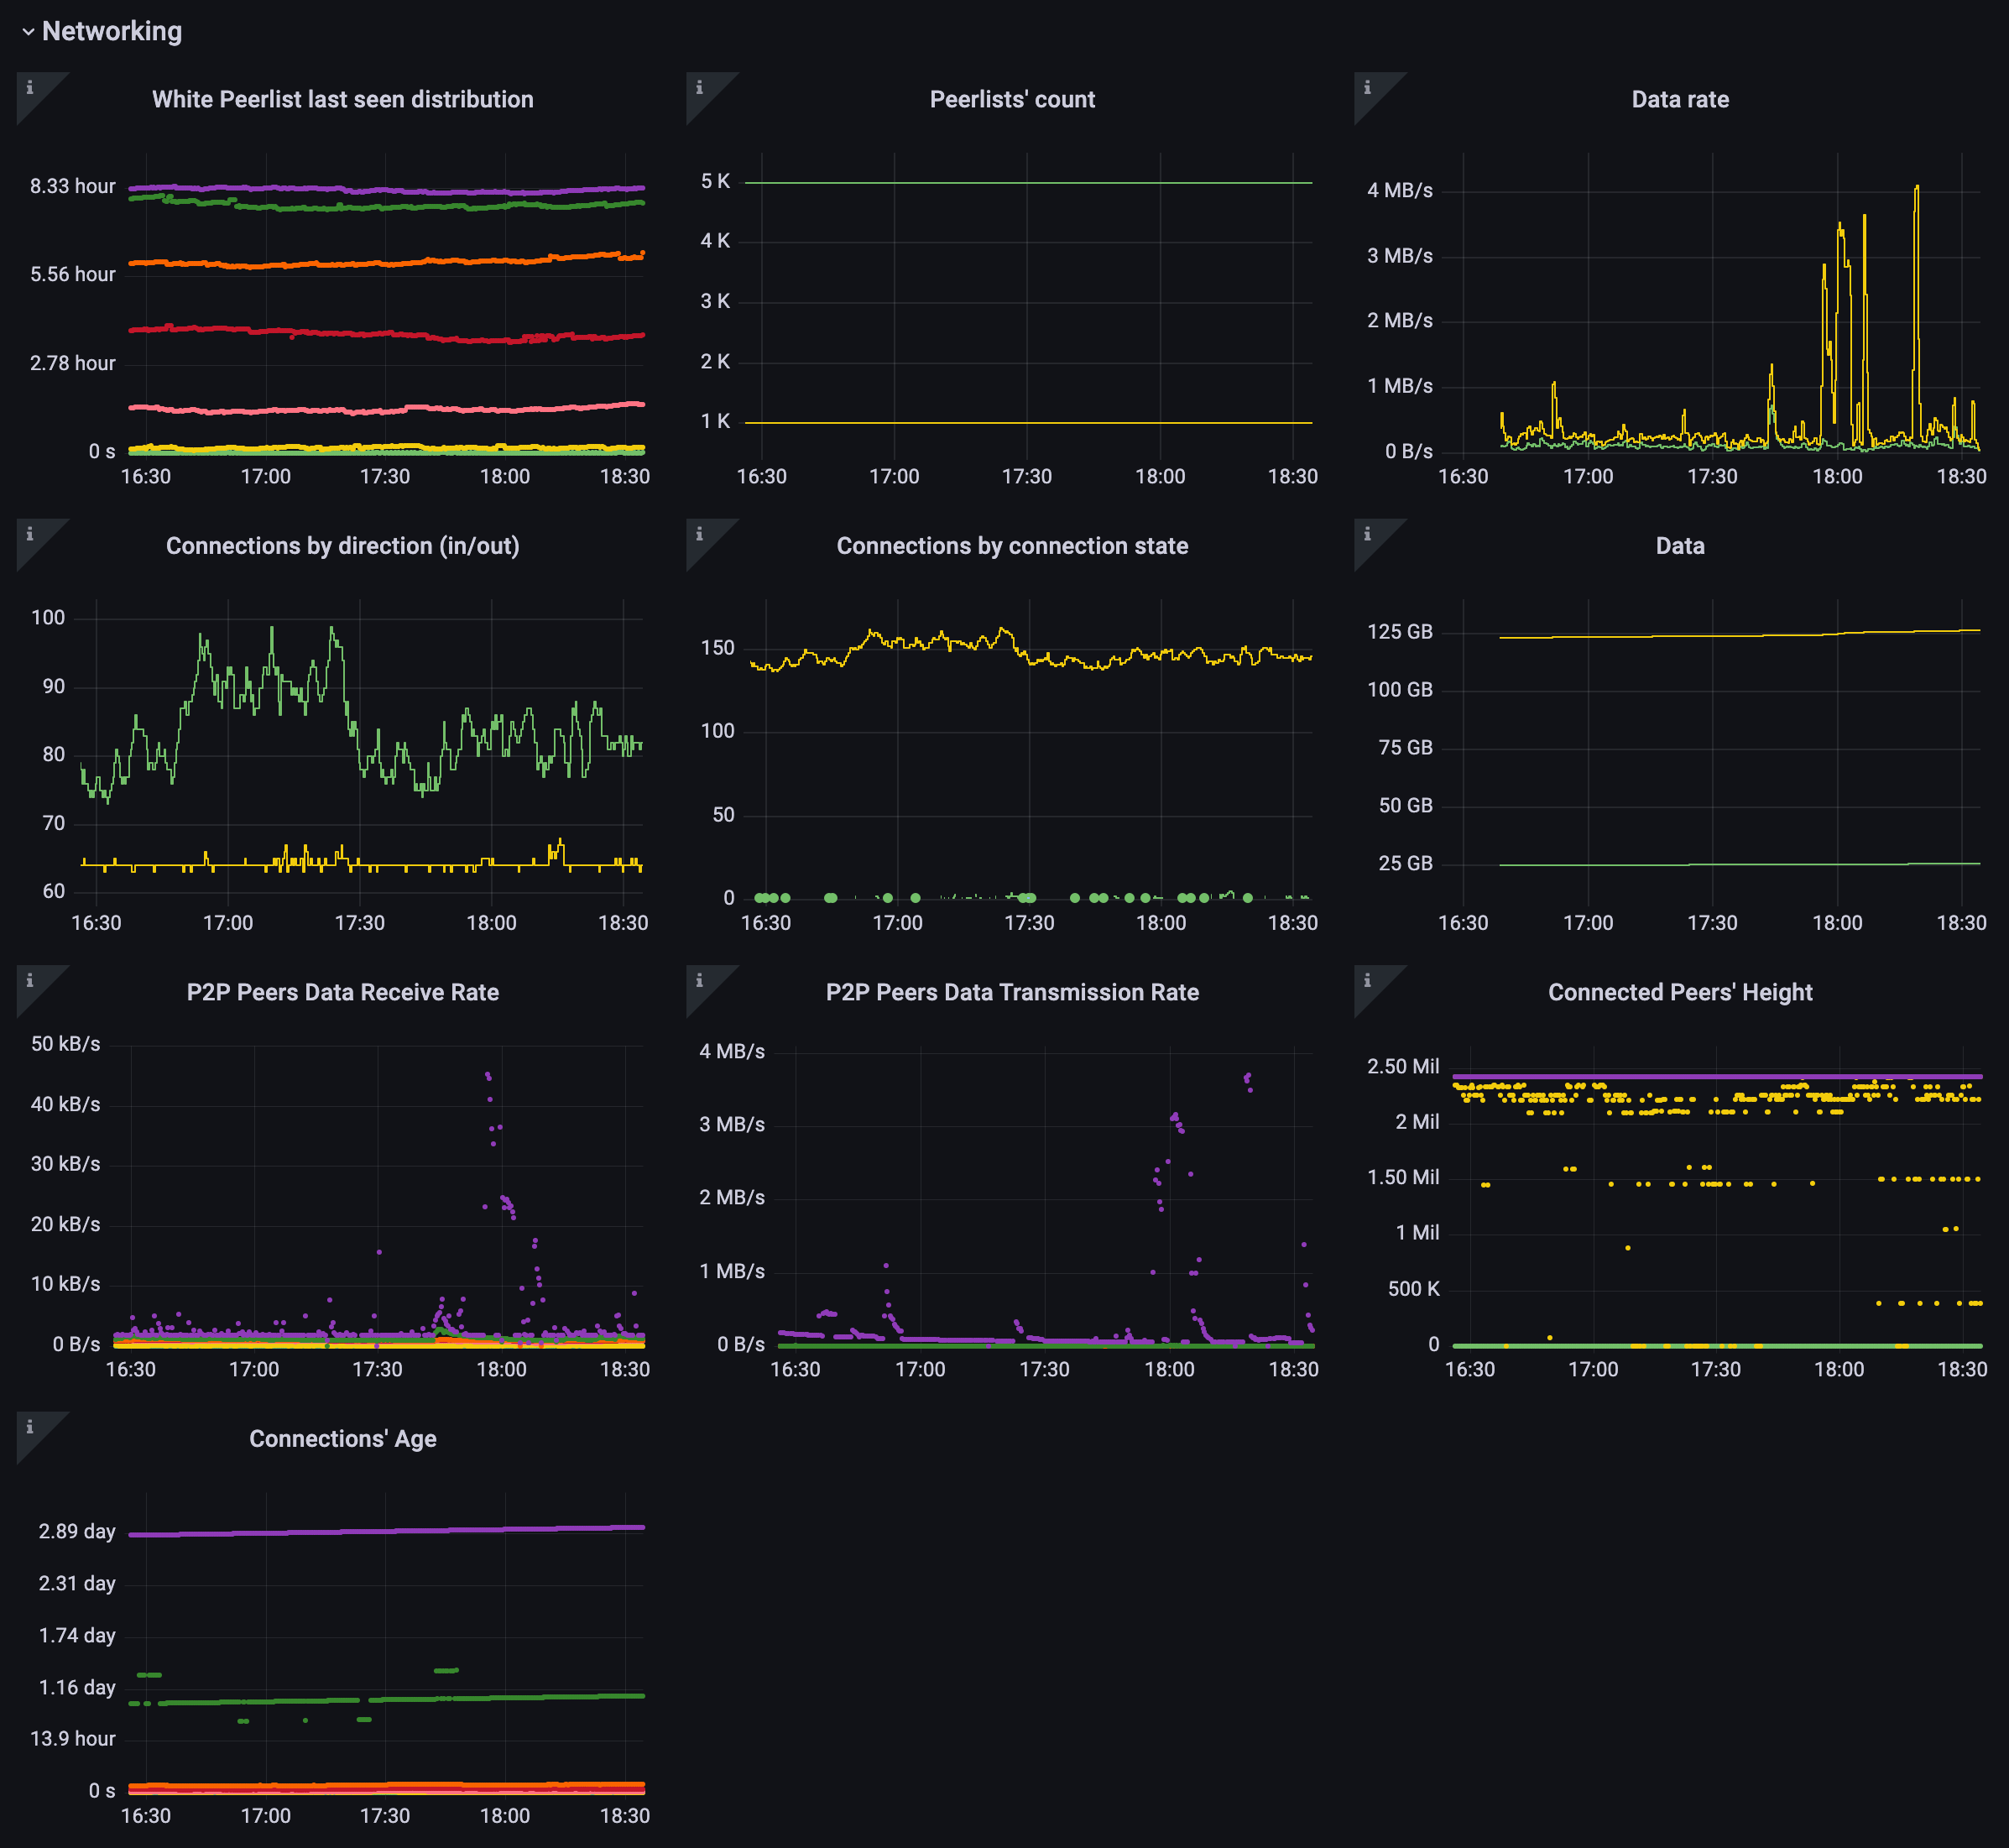 Networking
White Peerlist last seen distribution
8.33 hour
5.56 hour
2.78 hour
0 s
16:30 17:00 17:30 18:00 18:30
Peerlists' count
5 K
4 K
3 K
2 K
1 K
16:30 17:00 17:30 18:00 18:30
Data rate
4 MB/s
3 MB/s
2 MB/s
1 MB/s
0 B/s
16:30 17:00 17:30 18:00 18:30
Connections by direction (in/out)
100
90
80
70
60
16:30 17:00 17:30 18:00 18:30
Connections by connection state
150
100
50
0
16:30 17:00 17:30 18:00 18:30
Data
125 GB
100 GB
75 GB
50 GB
25 GB
16:30 17:00 17:30 18:00 18:30
P2P Peers Data Receive Rate
50 kB/s
40 kB/s
30 kB/s
20 kB/s
10 kB/s
0 B/s
16:30 17:00 17:30 18:00 18:30
P2P Peers Data Transmission Rate
4 MB/s
3 MB/s
2 MB/s
1 MB/s
0 B/s
16:30 17:00 17:30 18:00 18:30
Connected Peers' Height
2.50 Mil
2 Mil
1.50 Mil
1 Mil
500 K
0
16:30 17:00 17:30 18:00 18:30
Connections' Age
2.89 day
2.31 day
1.74 day
1.16 day
13.9 hour
0 s
16:30 17:00 17:30 18:00 18:30